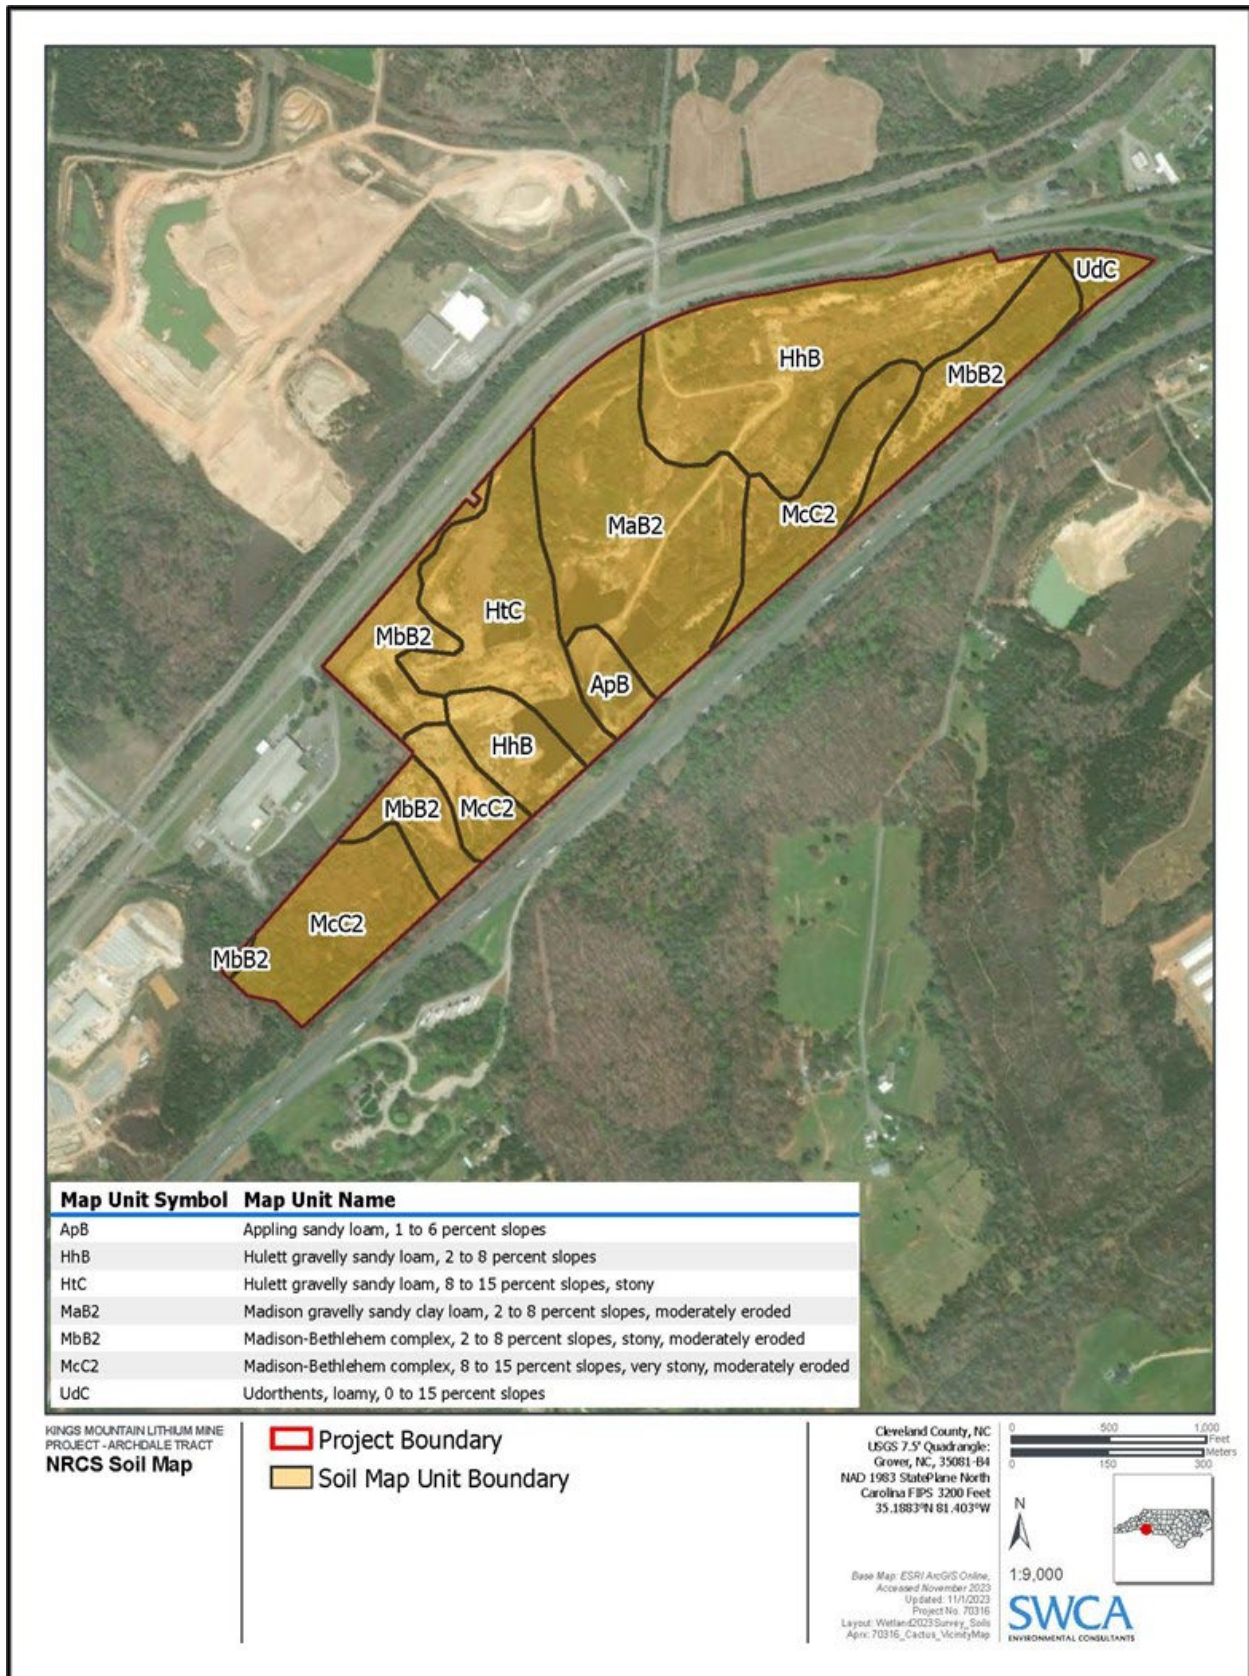 UdC
HhB
MbB2
MaB2
McC2
HtC
MbB2
ApB
HhB
MbB2
McC2
McC2
MbB2
Map Unit Symbol Map Unit Name
ApB Appling sandy loam, 1 to 6 percent slopes
HhB Hulett gravelly sandy loam, 2 to 8 percent slopes
HtC Hulett gravelly sandy loam, 8 to 15 percent slopes, stony
MaB2 Madison gravelly sandy clay loam, 2 to 8 percent slopes, moderately eroded
MbB2 Madison-Bethlehem complex, 2 to 8 percent slopes, stony, moderately eroded
McC2 Madison-Bethlehem complex, 8 to 15 percent slopes, very stony, moderately eroded
UdC Udorthents, loamy, 0 to 15 percent slopes
KINGS MOUNTAIN LITHIUM MINE
PROJECT - ARCHDALE TRACT
NRCS Soil Map
Project Boundary
Soil Map Unit Boundary
Cleveland County, NC
USGS 7.5' Quadrangle:
Grover, NC, 35081-B4
NAD 1983 StatePlane North
Carolina FIPS 3200 Feet
35.1883°N 81.403°W
Base Map: ESRI ArcGIS Online,
Accessed November 2023
Updated: 11/1/2023
Project No. 70316
Layout: Wetland2023Survey_Soils
Aprx: 70316_Cactus_VicinityMap
0 500 1,000
Feet
Meters
0 150 300
N
1:9,000
SWCA
ENVIRONMENTAL CONSULTANTS